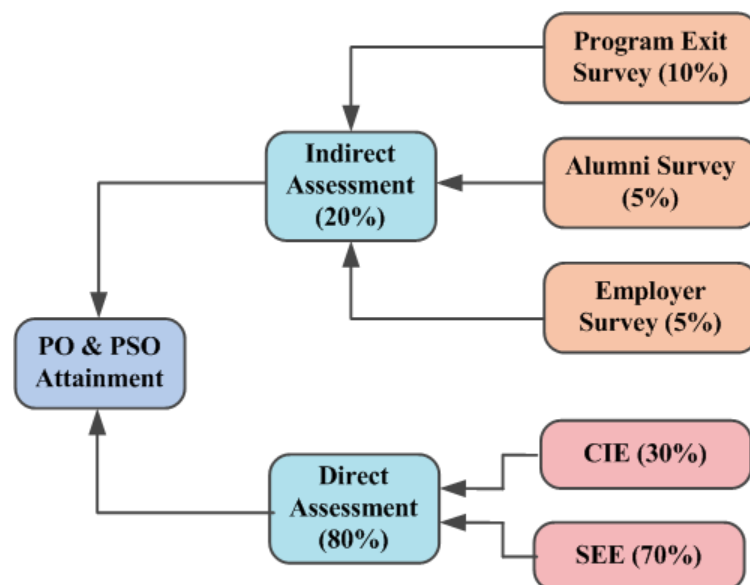 Program Exit
Survey (10%)
Indirect
Assessment
(20%)
Alumni Survey
(5%)
Employer
Survey (5%)
PO & PSO
Attainment
Direct
Assessment
(80%)
CIE (30%)
SEE (70%)